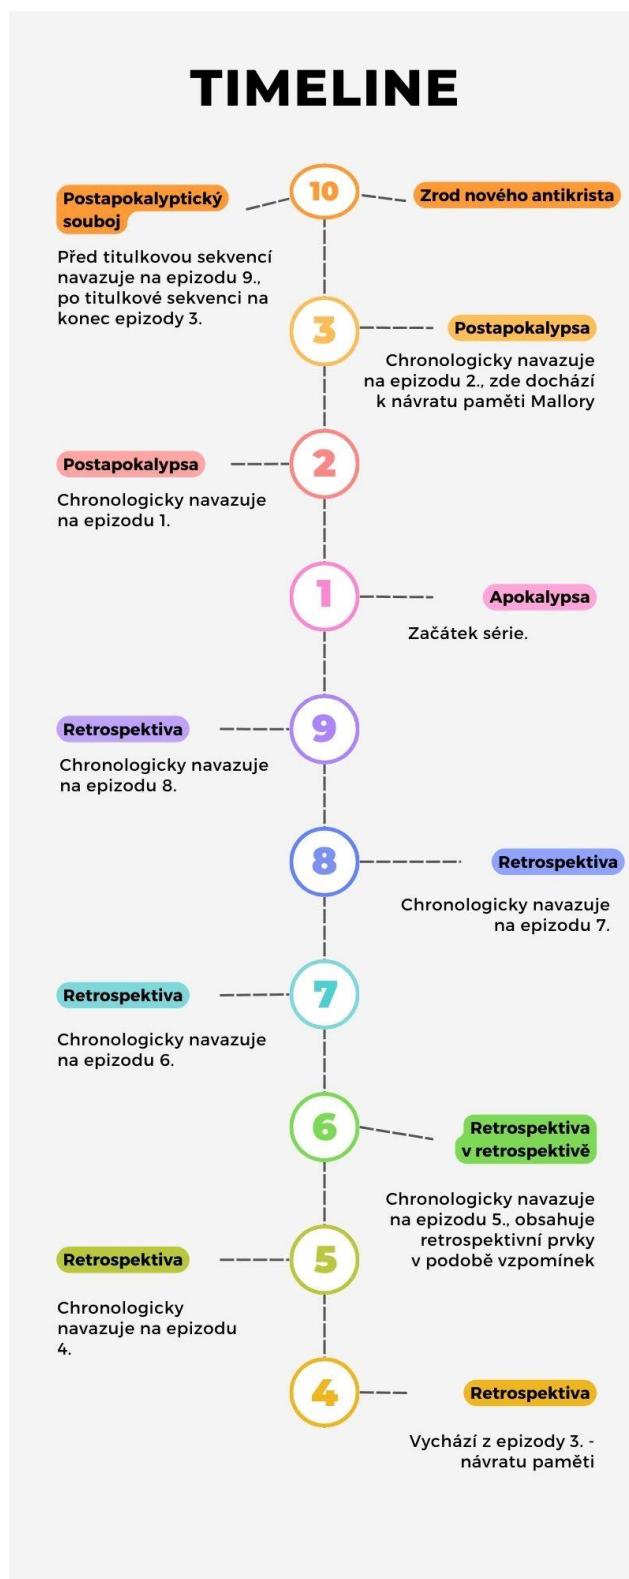 TIMELINE
10
Postapokalyptický
souboj
Zrod nového antikrista
Před titulkovou sekvencí
navazuje na epizodu 9.,
po titulkové sekvenci na
konec epizody 3.
3
Postapokalypsa
Chronologicky navazuje
na epizodu 2., zde dochází
k návratu paměti Mallory
2
Postapokalypsa
Chronologicky navazuje
na epizodu 1.
1
Apokalypsa
Začátek série.
9
Retrospektiva
Chronologicky navazuje
na epizodu 8.
8
Retrospektiva
Chronologicky navazuje
na epizodu 7.
7
Retrospektiva
Chronologicky navazuje
na epizodu 6.
6
Retrospektiva
v retrospektivě
Chronologicky navazuje
na epizodu 5., obsahuje
retrospektivní prvky
v podobě vzpomínek
5
Retrospektiva
Chronologicky
navazuje na epizodu
4.
4
Retrospektiva
Vychází z epizody 3. -
návratu paměti